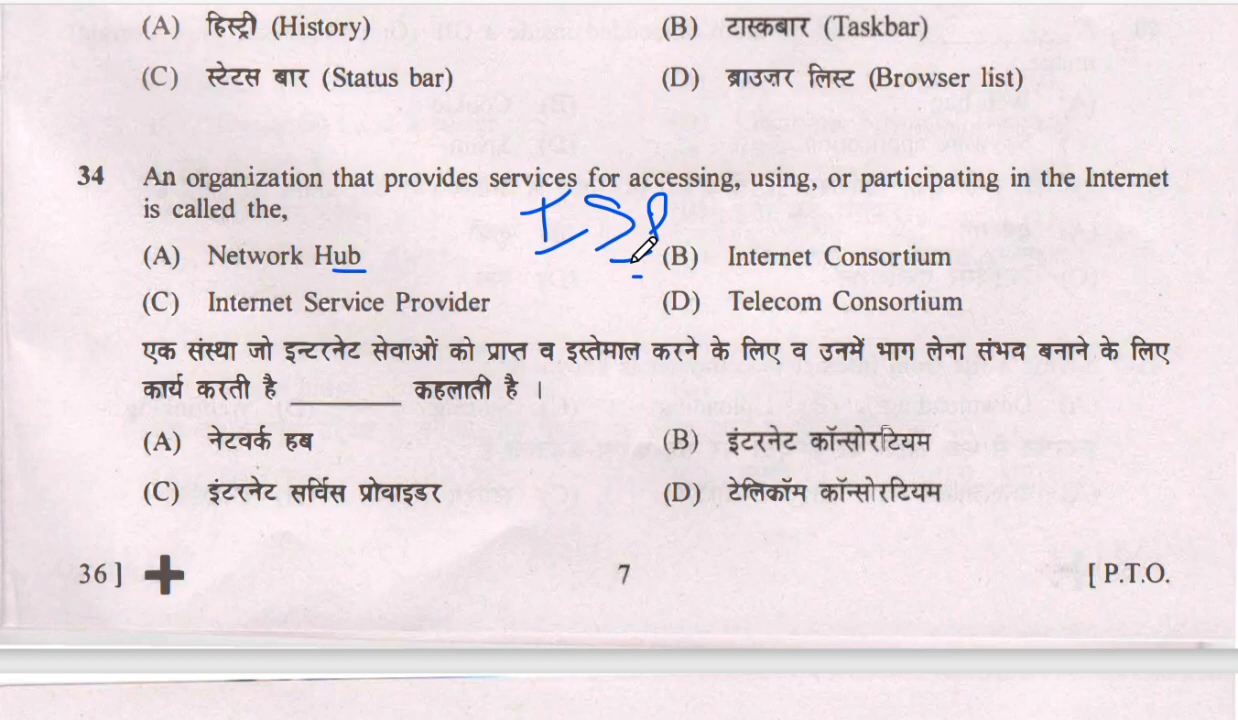 (A) हिस्ट्री (History) (B) टास्कबार (Taskbar)
(C) स्टेटस बार (Status bar) (D) ब्राउज़र लिस्ट (Browser list)
34 An organization that provides services for accessing, using, or participating in the Internet
is called the,
ISP
(A) Network Hub (B) Internet Consortium
(C) Internet Service Provider (D) Telecom Consortium
एक संस्था जो इन्टरनेट सेवाओं को प्राप्त व इस्तेमाल करने के लिए व उनमें भाग लेना संभव बनाने के लिए
कार्य करती है ________ कहलाती है ।
(A) नेटवर्क हब (B) इंटरनेट कॉन्सोरटियम
(C) इंटरनेट सर्विस प्रोवाइडर (D) टेलिकॉम कॉन्सोरटियम
36 ] 7 [ P.T.O.